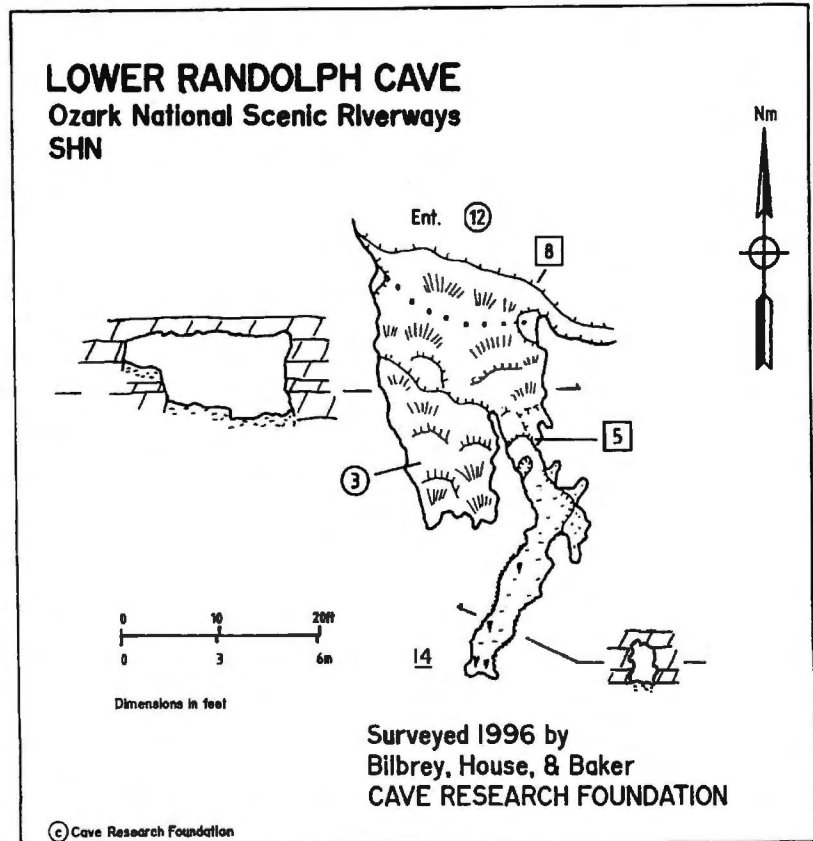 LOWER RANDOLPH CAVE
Ozark National Scenic Riverways
SHN
Nm
Ent. 12
8
5
3
0 10 20ft
0 3 6m
14
Dimensions in feet
Surveyed 1996 by
Bilbrey, House, & Baker
CAVE RESEARCH FOUNDATION
© Cave Research Foundation